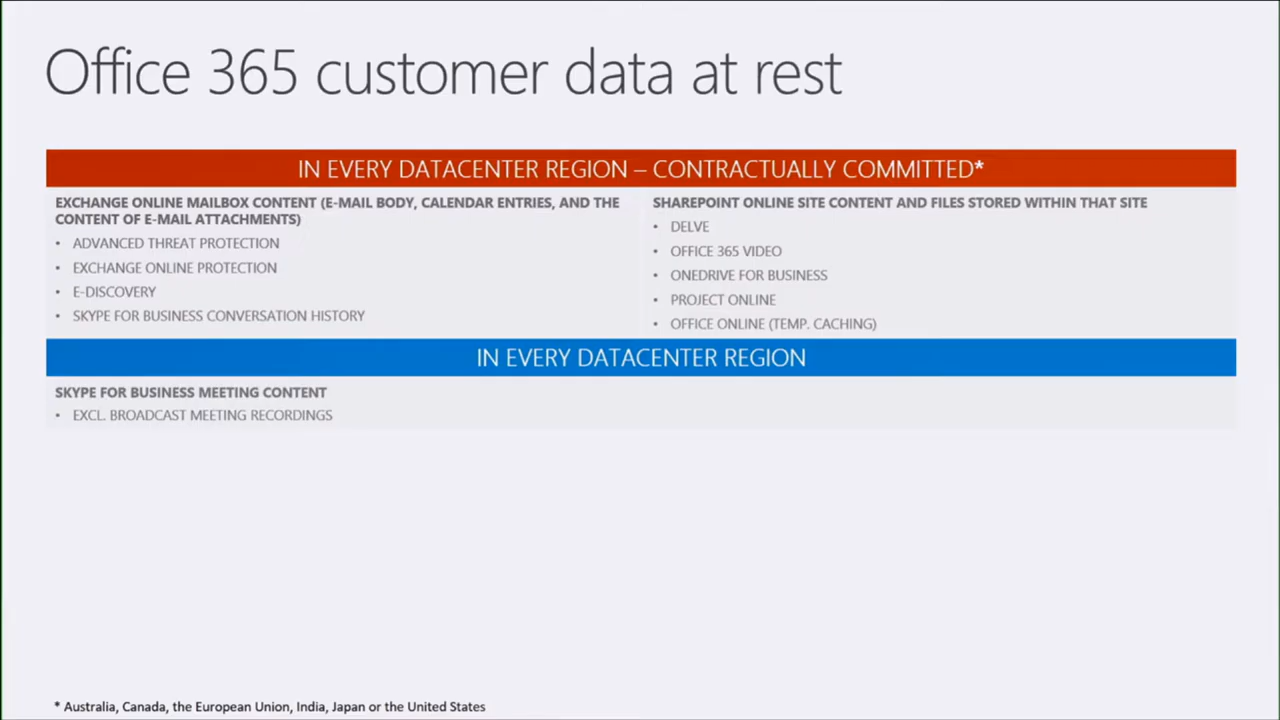 Office 365 customer data at rest
IN EVERY DATACENTER REGION – CONTRACTUALLY COMMITTED*
EXCHANGE ONLINE MAILBOX CONTENT (E-MAIL BODY, CALENDAR ENTRIES, AND THE
CONTENT OF E-MAIL ATTACHMENTS)
• ADVANCED THREAT PROTECTION
• EXCHANGE ONLINE PROTECTION
• E-DISCOVERY
• SKYPE FOR BUSINESS CONVERSATION HISTORY
SHAREPOINT ONLINE SITE CONTENT AND FILES STORED WITHIN THAT SITE
• DELVE
• OFFICE 365 VIDEO
• ONEDRIVE FOR BUSINESS
• PROJECT ONLINE
• OFFICE ONLINE (TEMP. CACHING)
IN EVERY DATACENTER REGION
SKYPE FOR BUSINESS MEETING CONTENT
• EXCL. BROADCAST MEETING RECORDINGS
* Australia, Canada, the European Union, India, Japan or the United States